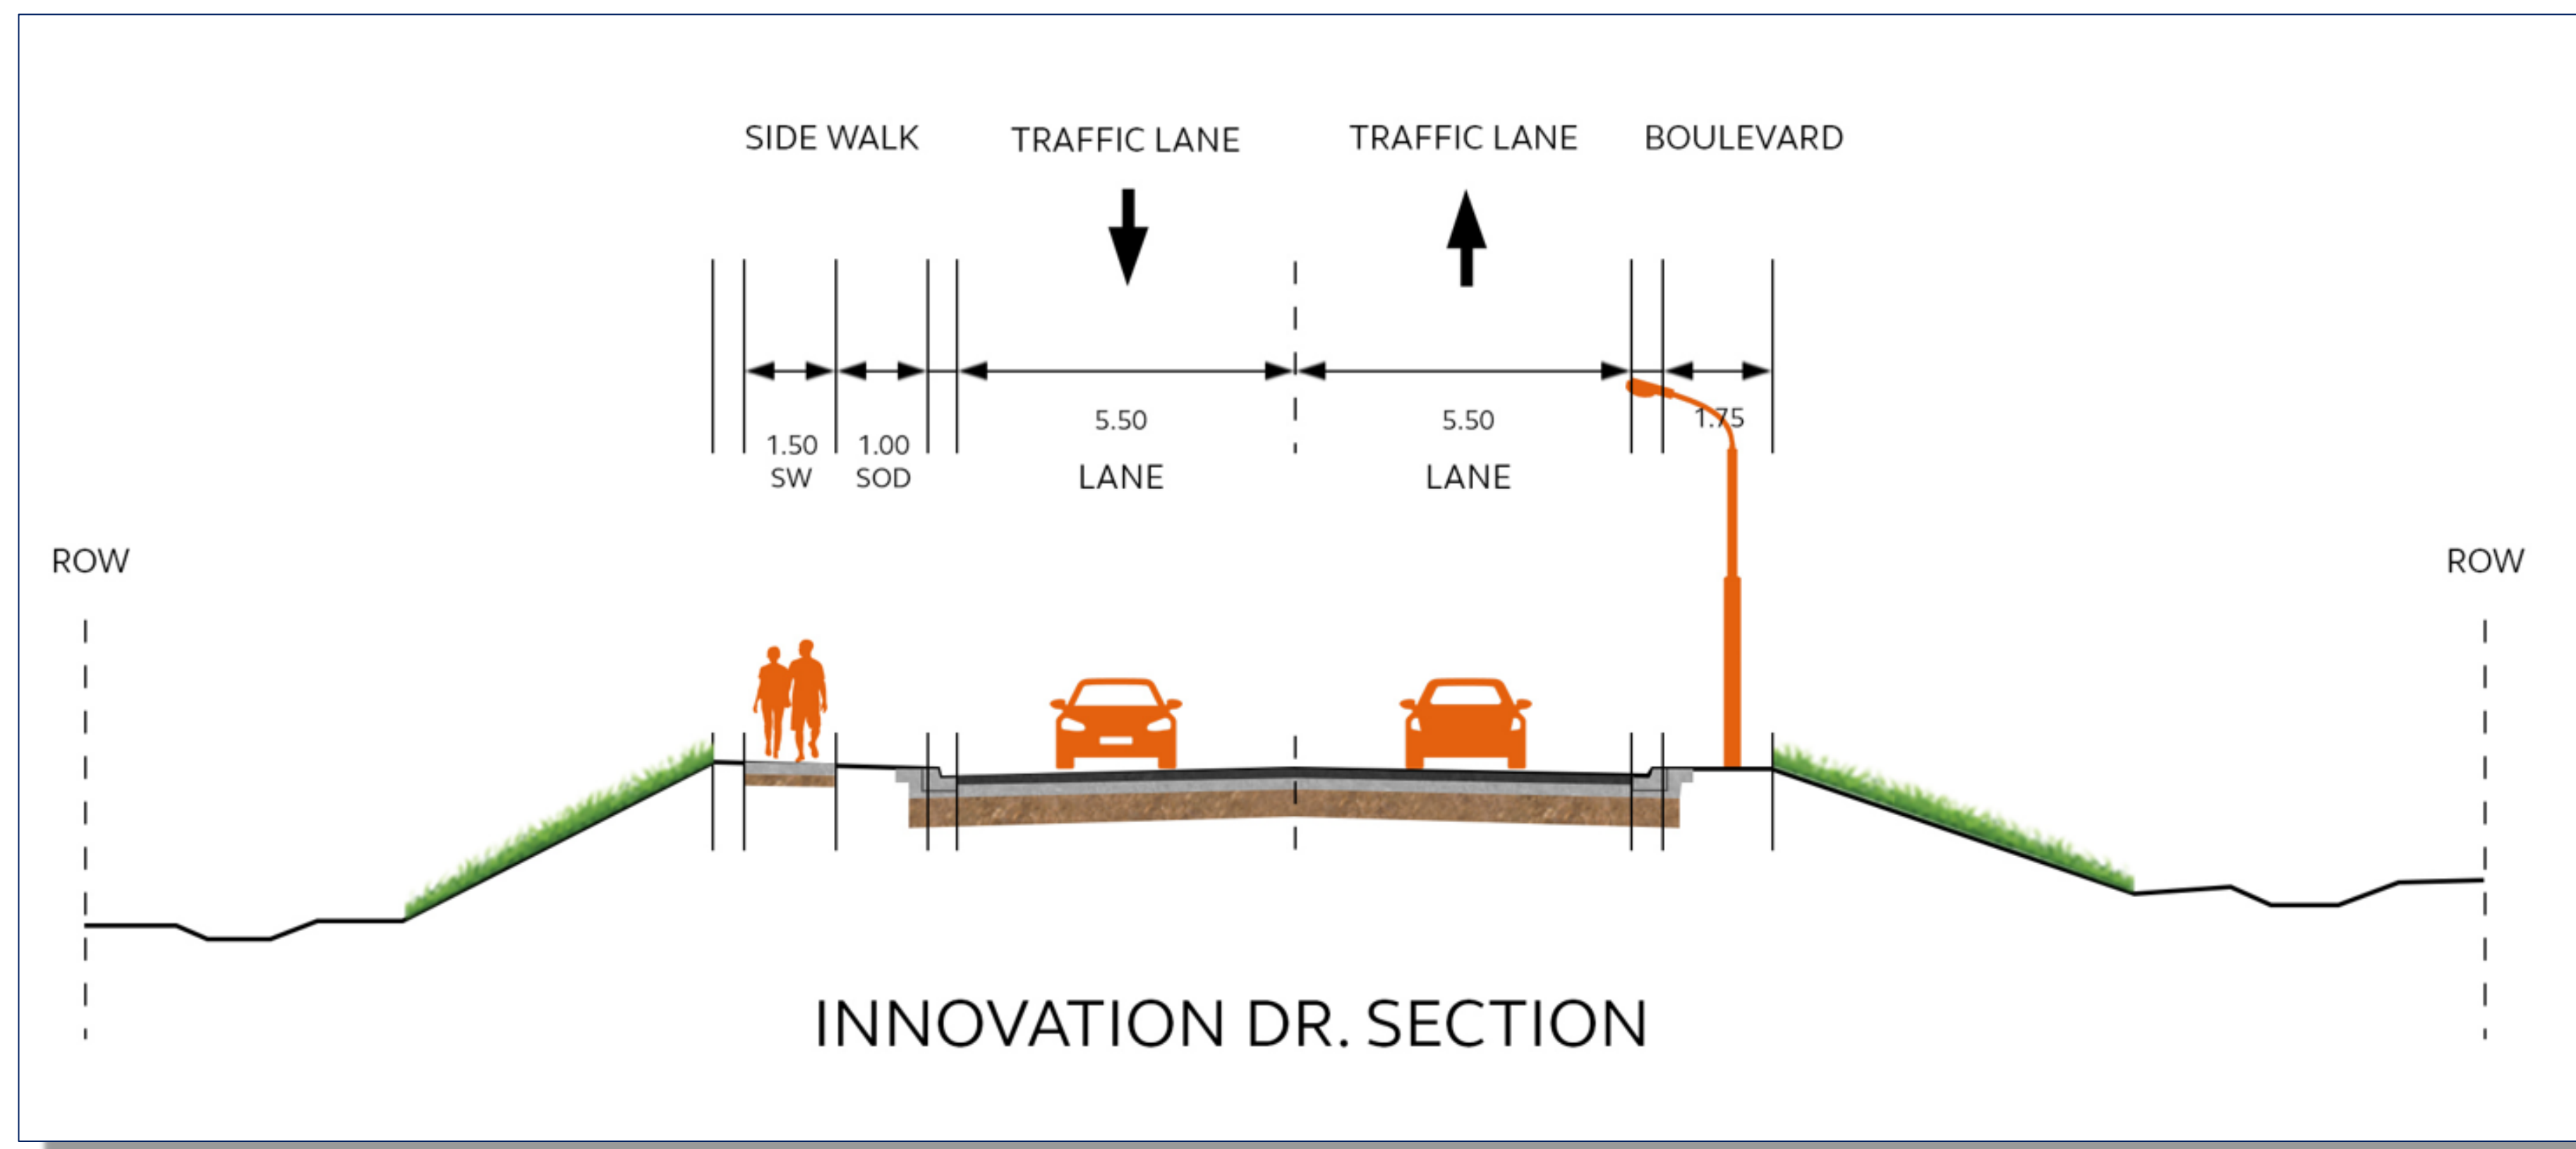 SIDE WALK
TRAFFIC LANE
TRAFFIC LANE
BOULEVARD
5.50
5.50
1.75
1.50
1.00
SW
SOD
LANE
LANE
ROW
ROW
INNOVATION DR. SECTION